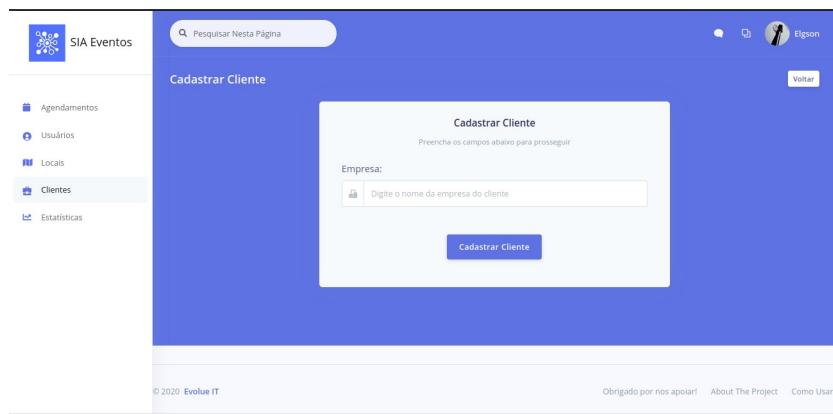 SIA Eventos
Pesquisar Nesta Página
Elgson
Cadastrar Cliente
Voltar
Agendamentos
Usuários
Locais
Clientes
Estatísticas
Cadastrar Cliente
Preencha os campos abaixo para prosseguir
Empresa:
Digite o nome da empresa do cliente
Cadastrar Cliente
© 2020 Evolue IT
Obrigado por nos apoiar! About The Project Como Usar